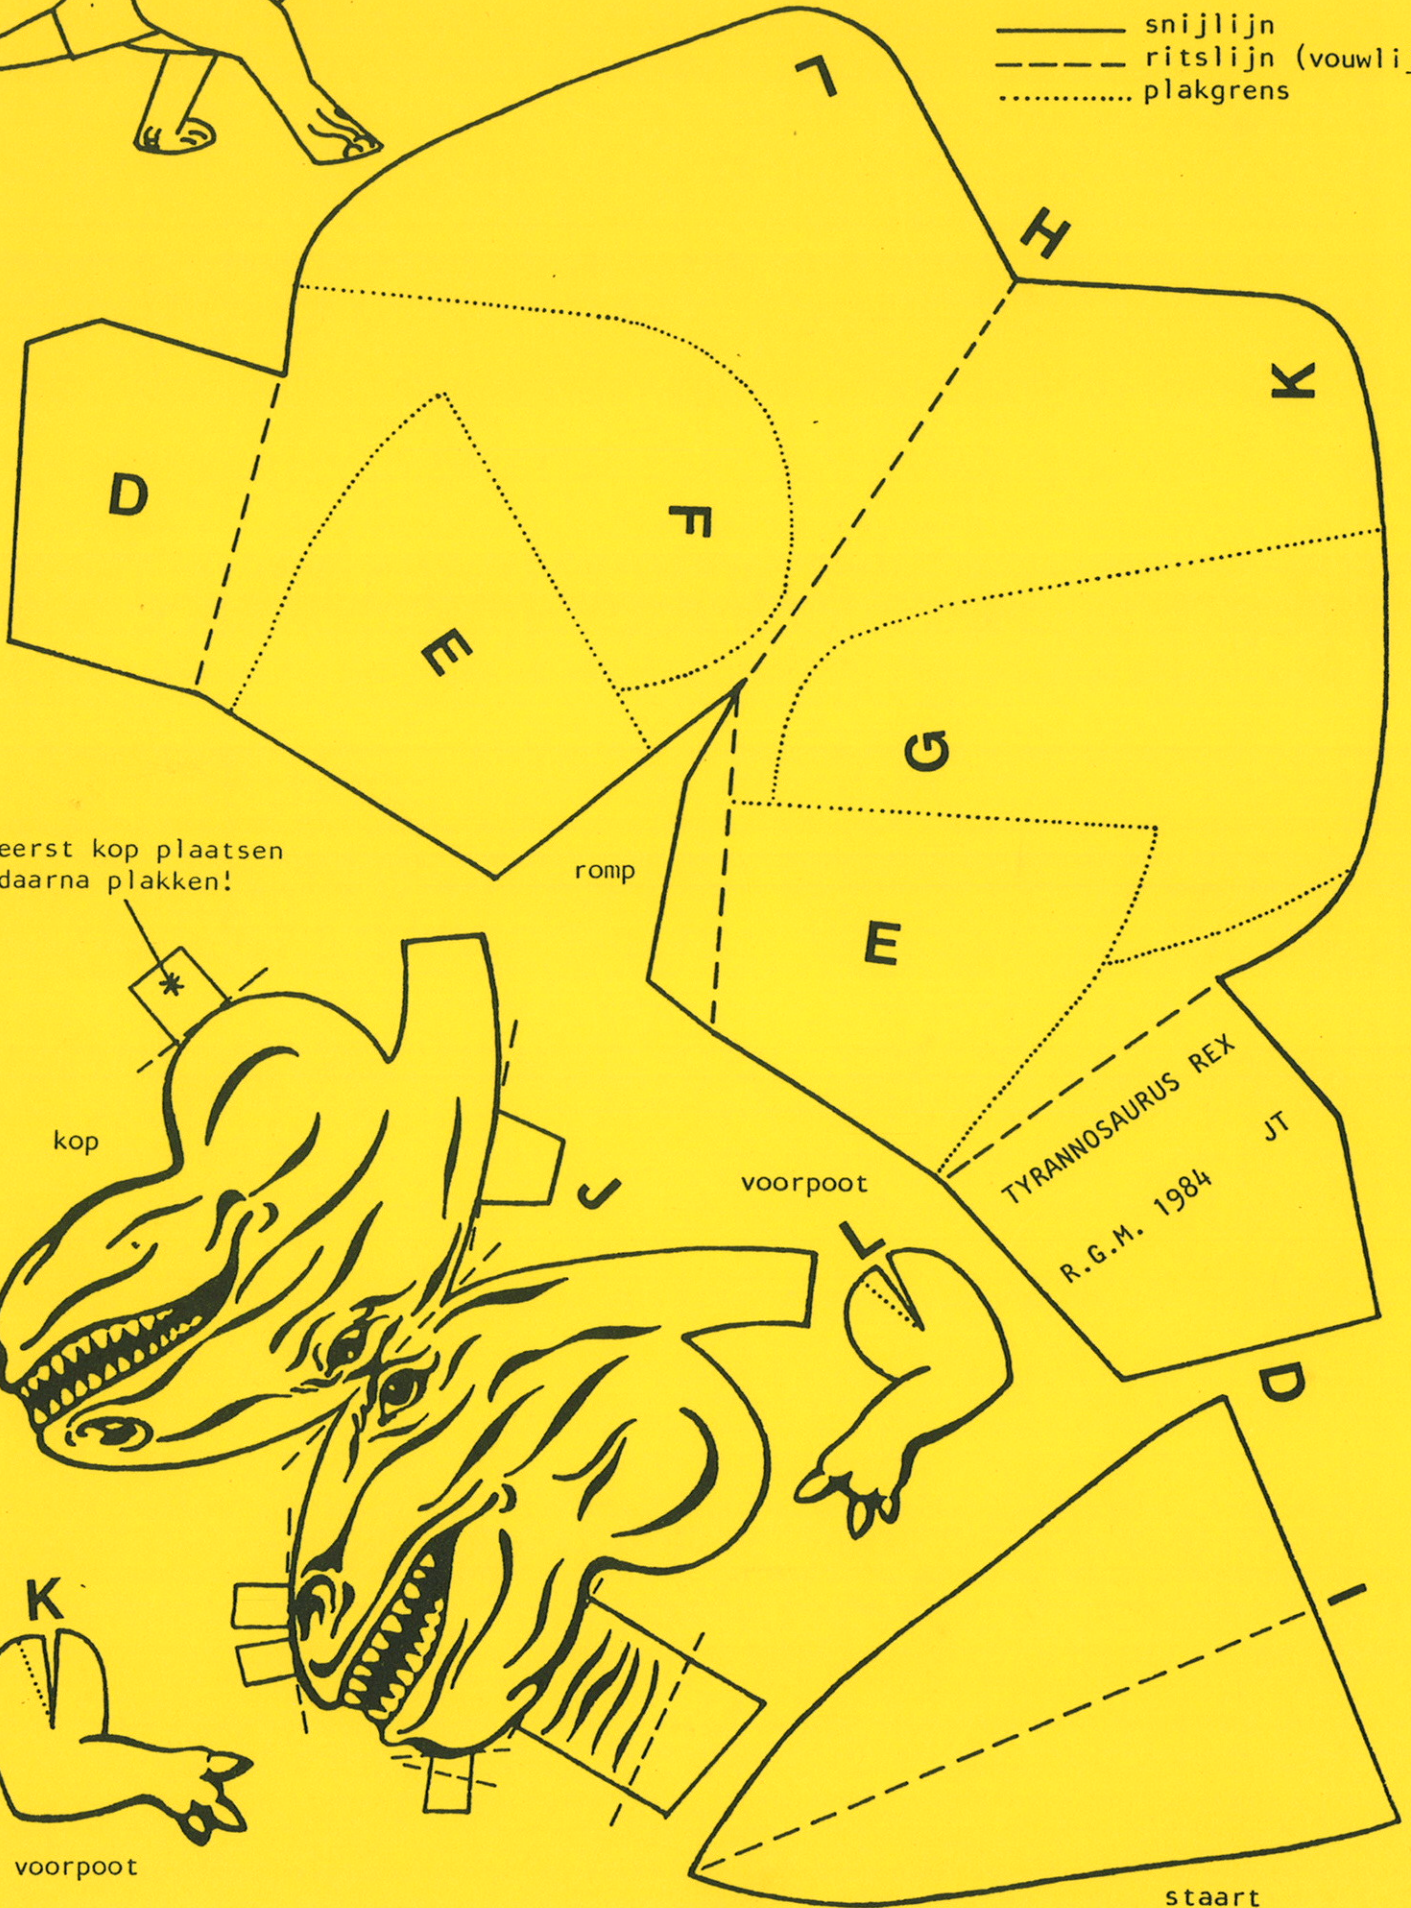 snijlijn
ritslijn (vouwli
plakgrens
L
H
K
D
F
E
G
eerst kop plaatsen
daarna plakken!
romp
E
*
kop
J
voorpoot
L
TYRANNOSAURUS REX
JT
R.G.M. 1984
D
K
I
voorpoot
staart